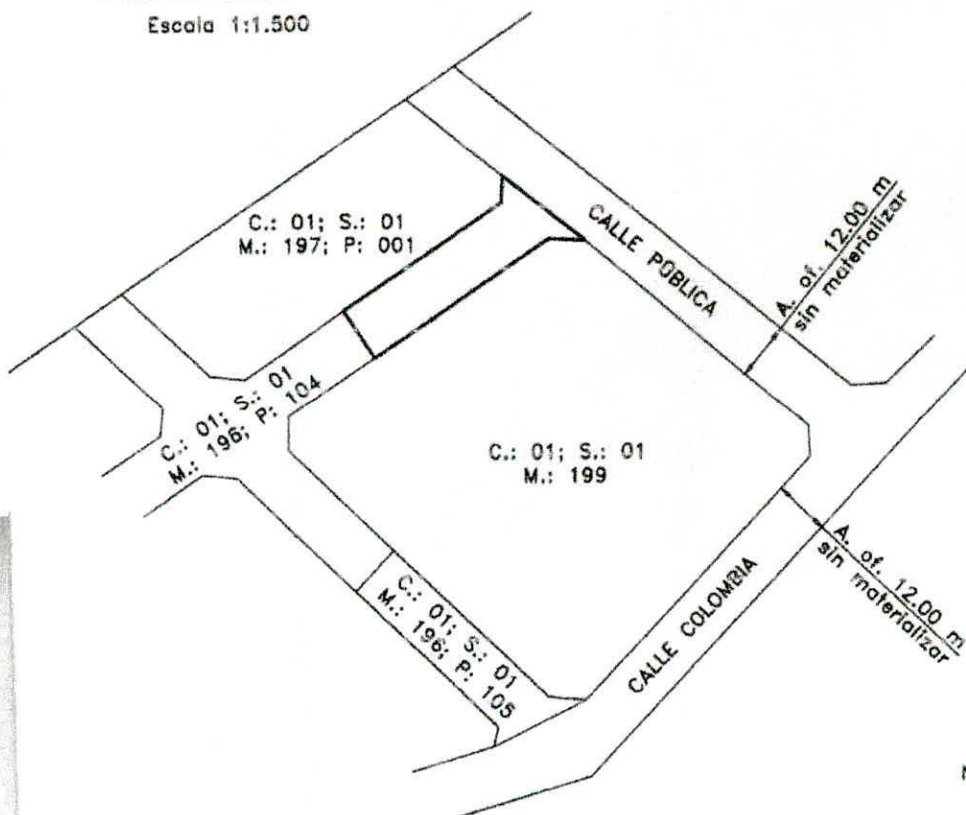 Escala 1:1.500
C.: 01; S.: 01
M.: 197; P: 001
CALLE PÚBLICA
A. of. 12.00 m
sin materializar
C.: 01; S.: 01
M.: 196; P: 104
C.: 01; S.: 01
M.: 199
C.: 01; S.: 01
M.: 196; P: 105
CALLE COLOMBIA
A. of. 12.00 m
sin materializar